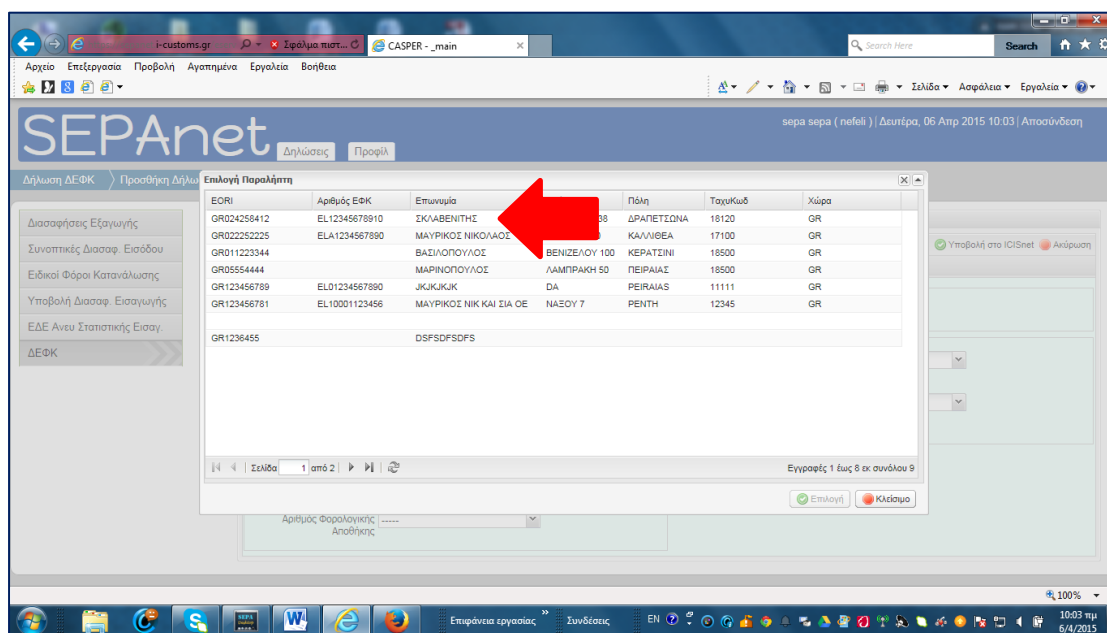 i-customs.gr
Σφάλμα πιστ...
CASPER - _main
Search Here
Search
Αρχείο Επεξεργασία Προβολή Αγαπημένα Εργαλεία Βοήθεια
Σελίδα Ασφάλεια Εργαλεία
SEPAnet
Δηλώσεις Προφίλ
sepa sepa ( nefeli ) | Δευτέρα, 06 Απρ 2015 10:03 | Αποσύνδεση
Δήλωση ΔΕΦΚ Προσθήκη Δήλω
Επιλογή Παραλήπτη
EORI Αριθμός ΕΦΚ Επωνυμία Πόλη ΤαχυΚωδ Χώρα
GR024258412 EL12345678910 ΣΚΛΑΒΕΝΙΤΗΣ 38 ΔΡΑΠΕΤΣΩΝΑ 18120 GR
GR022252225 ELA1234567890 ΜΑΥΡΙΚΟΣ ΝΙΚΟΛΑΟΣ ΚΑΛΛΙΘΕΑ 17100 GR
GR011223344 ΒΑΣΙΛΟΠΟΥΛΟΣ ΒΕΝΙΖΕΛΟΥ 100 ΚΕΡΑΤΣΙΝΙ 18500 GR
GR05554444 ΜΑΡΙΝΟΠΟΥΛΟΣ ΛΑΜΠΡΑΚΗ 50 ΠΕΙΡΑΙΑΣ 18500 GR
GR123456789 EL01234567890 JKJKJKJK DA PEIRAIAS 11111 GR
GR123456781 EL10001123456 ΜΑΥΡΙΚΟΣ ΝΙΚ ΚΑΙ ΣΙΑ ΟΕ ΝΑΞΟΥ 7 PENTH 12345 GR
GR1236455 DSFSDFSDFS
Σελίδα 1 από 2
Εγγραφές 1 έως 8 εκ συνόλου 9
Επιλογή Κλείσιμο
Διασαφήσεις Εξαγωγής
Συνοπτικές Διασαφ. Εισόδου
Ειδικοί Φόροι Κατανάλωσης
Υποβολή Διασαφ. Εισαγωγής
ΕΔΕ Ανευ Στατιστικής Εισαγ.
ΔΕΦΚ
Υποβολή στο ICISnet Ακύρωση
Αριθμός Φορολογικής -----
Αποθήκης
100%
Επιφάνεια εργασίας » Συνδέσεις EN
10:03 πμ
6/4/2015